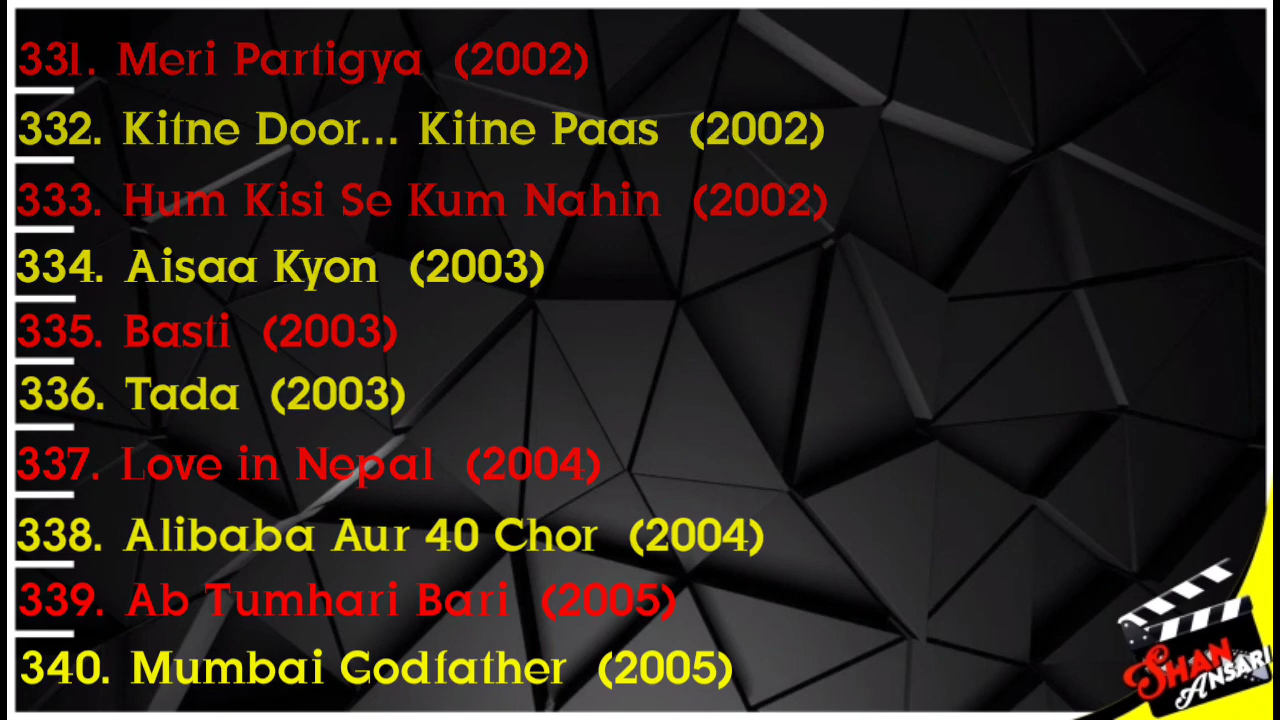 331. Meri Partigya (2002)
332. Kitne Door... Kitne Paas (2002)
333. Hum Kisi Se Kum Nahin (2002)
334. Aisaa Kyon (2003)
335. Basti (2003)
336. Tada (2003)
337. Love in Nepal (2004)
338. Alibaba Aur 40 Chor (2004)
339. Ab Tumhari Bari (2005)
340. Mumbai Godfather (2005)
SHAN
ANSARI